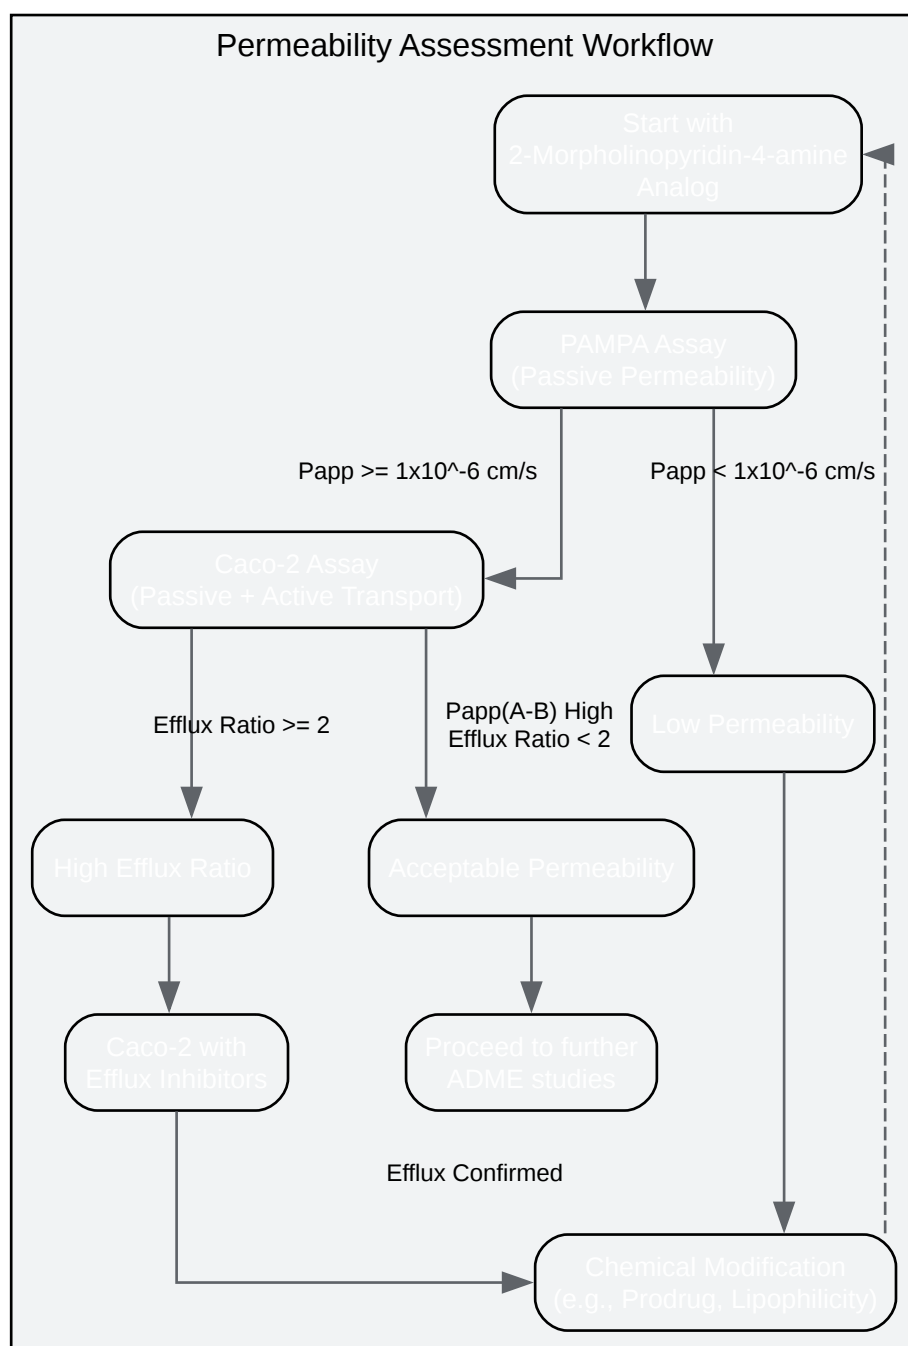 Permeability Assessment Workflow
Start with
2-Morpholinopyridin-4-amine
Analog
PAMPA Assay
(Passive Permeability)
Papp >= 1x10^-6 cm/s
Papp < 1x10^-6 cm/s
Caco-2 Assay
(Passive + Active Transport)
Efflux Ratio >= 2
Papp(A-B) High
Efflux Ratio < 2
Low Permeability
High Efflux Ratio
Acceptable Permeability
Caco-2 with
Efflux Inhibitors
Proceed to further
ADME studies
Efflux Confirmed
Chemical Modification
(e.g., Prodrug, Lipophilicity)